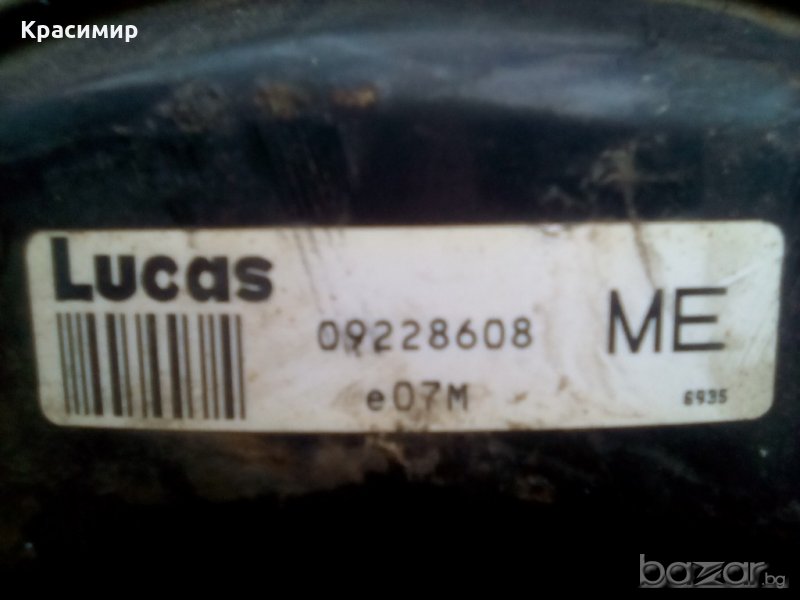 Красимир
Lucas
09228608
ME
e07M
6935
bazar.bg